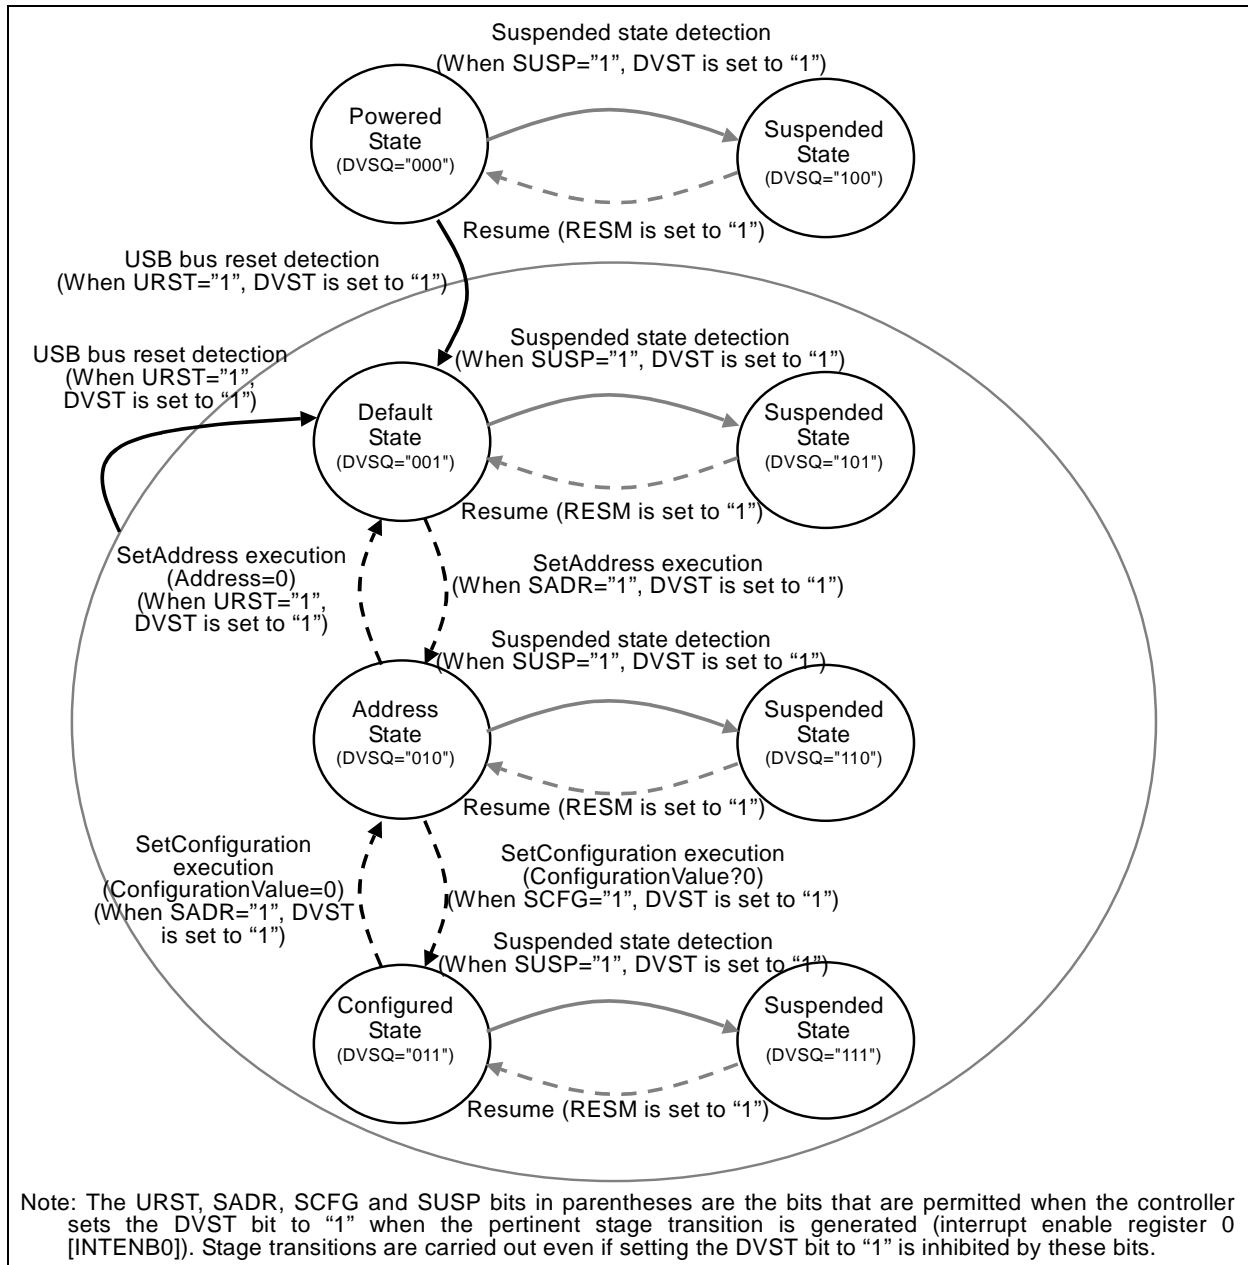 Suspended state detection
(When SUSP=”1”, DVST is set to “1”)
Powered
State
(DVSQ="000")
Suspended
State
(DVSQ="100")
Resume (RESM is set to “1”)
USB bus reset detection
(When URST=”1”, DVST is set to “1”)
USB bus reset detection
(When URST=”1”,
DVST is set to “1”)
Suspended state detection
(When SUSP=”1”, DVST is set to “1”)
Default
State
(DVSQ="001")
Suspended
State
(DVSQ="101")
Resume (RESM is set to “1”)
SetAddress execution
(Address=0)
(When URST=”1”,
DVST is set to “1”)
SetAddress execution
(When SADR=”1”, DVST is set to “1”)
Suspended state detection
(When SUSP=”1”, DVST is set to “1”)
Address
State
(DVSQ="010")
Suspended
State
(DVSQ="110")
Resume (RESM is set to “1”)
SetConfiguration
execution
(ConfigurationValue=0)
(When SADR=”1”, DVST
is set to “1”)
SetConfiguration execution
(ConfigurationValue?0)
(When SCFG=”1”, DVST is set to “1”)
Suspended state detection
(When SUSP=”1”, DVST is set to “1”)
Configured
State
(DVSQ="011")
Suspended
State
(DVSQ="111")
Resume (RESM is set to “1”)
Note: The URST, SADR, SCFG and SUSP bits in parentheses are the bits that are permitted when the controller
sets the DVST bit to “1” when the pertinent stage transition is generated (interrupt enable register 0
[INTENB0]). Stage transitions are carried out even if setting the DVST bit to “1” is inhibited by these bits.